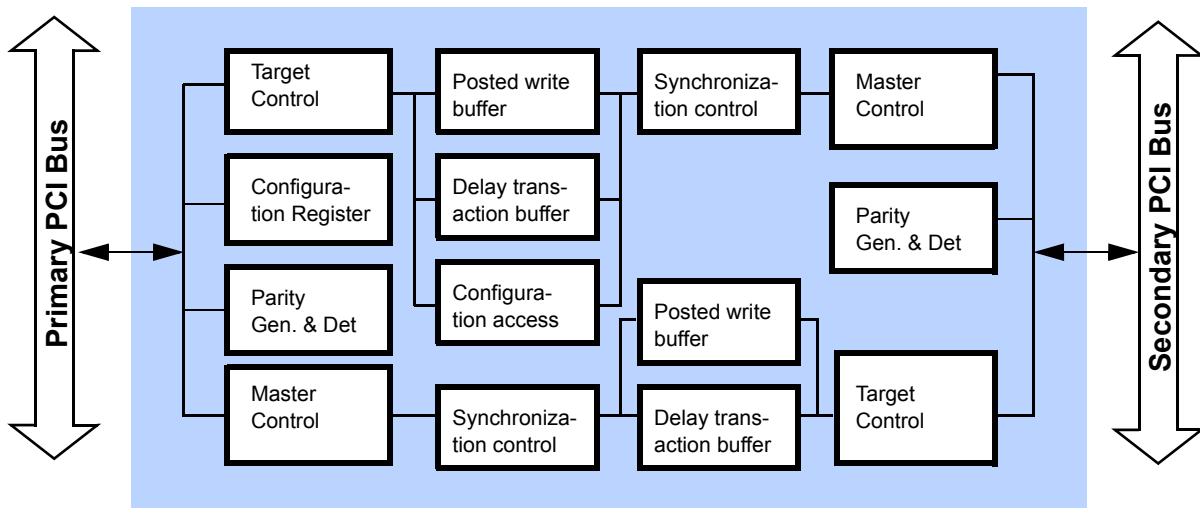 Primary PCI Bus
Target
Control
Posted write
buffer
Synchroniza-
tion control
Master
Control
Configura-
tion Register
Delay trans-
action buffer
Parity
Gen. & Det
Parity
Gen. & Det
Configura-
tion access
Posted write
buffer
Master
Control
Synchroniza-
tion control
Delay trans-
action buffer
Target
Control
Secondary PCI Bus